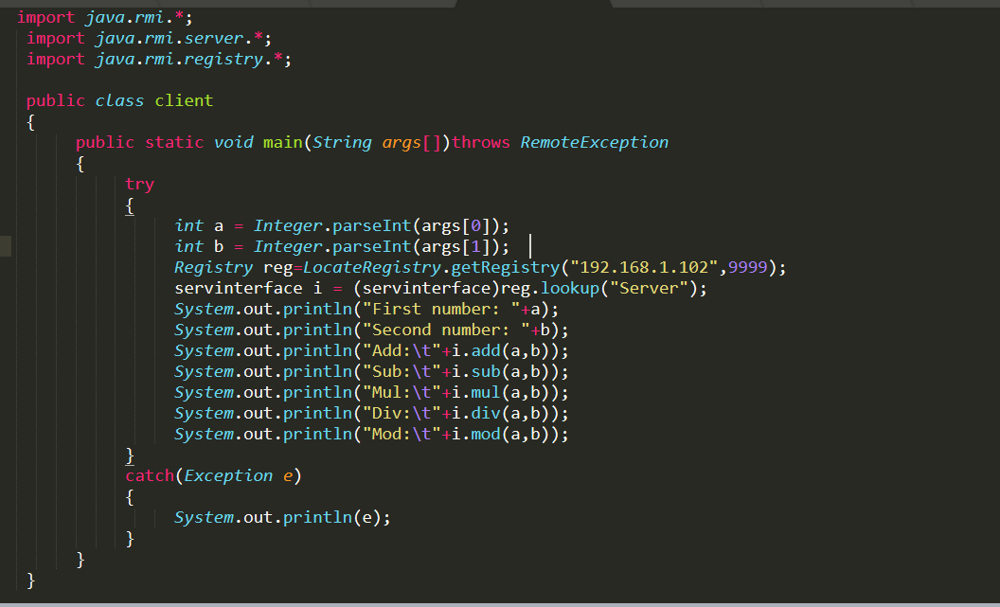 import java.rmi.*;
import java.rmi.server.*;
import java.rmi.registry.*;
public class client
{
public static void main(String args[])throws RemoteException
{
try
{
int a = Integer.parseInt(args[0]);
int b = Integer.parseInt(args[1]);
Registry reg=LocateRegistry.getRegistry("192.168.1.102",9999);
servinterface i = (servinterface)reg.lookup("Server");
System.out.println("First number: "+a);
System.out.println("Second number: "+b);
System.out.println("Add:\t"+i.add(a,b));
System.out.println("Sub:\t"+i.sub(a,b));
System.out.println("Mul:\t"+i.mul(a,b));
System.out.println("Div:\t"+i.div(a,b));
System.out.println("Mod:\t"+i.mod(a,b));
}
catch(Exception e)
{
System.out.println(e);
}
}
}